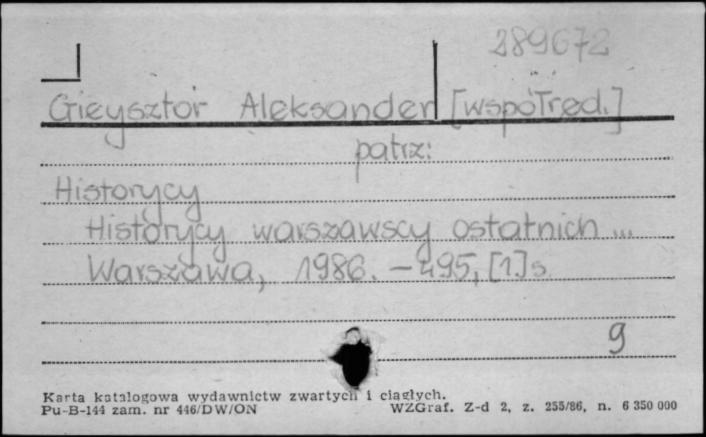 289672
Gieysztor Aleksander [współred.]
patrz:
Historycy
Historycy warszawscy ostatnich ...
Warszawa, 1986. – 495, [1] s
9
Karta katalogowa wydawnictw zwartych i ciągłych.
Pu-B-144 zam. nr 446/DW/ON WZGraf. Z-d 2, z. 255/86, n. 6 350 000